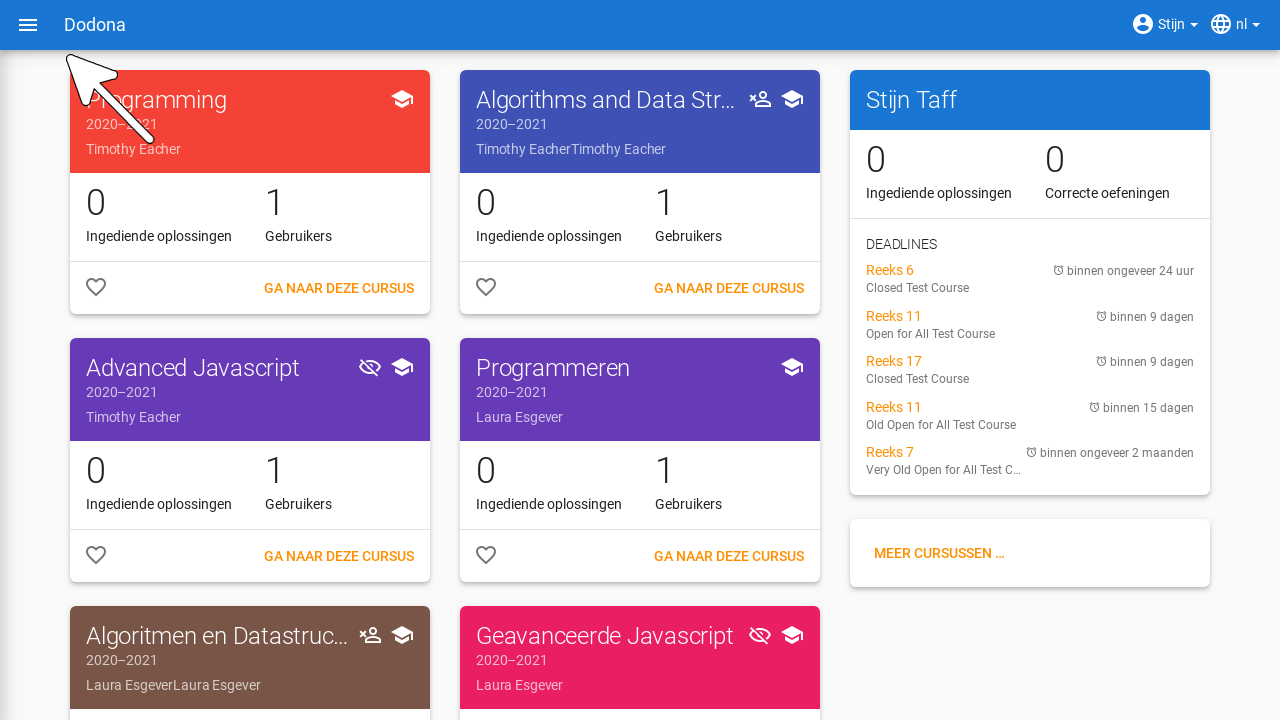 Dodona
Stijn
nl
Programming
2020–2021
Timothy Eacher
0
1
Ingediende oplossingen
Gebruikers
GA NAAR DEZE CURSUS
Algorithms and Data Str...
2020–2021
Timothy EacherTimothy Eacher
0
1
Ingediende oplossingen
Gebruikers
GA NAAR DEZE CURSUS
Advanced Javascript
2020–2021
Timothy Eacher
0
1
Ingediende oplossingen
Gebruikers
GA NAAR DEZE CURSUS
Programmeren
2020–2021
Laura Esgever
0
1
Ingediende oplossingen
Gebruikers
GA NAAR DEZE CURSUS
Algoritmen en Datastruc...
2020–2021
Laura EsgeverLaura Esgever
Geavanceerde Javascript
2020–2021
Laura Esgever
Stijn Taff
0
0
Ingediende oplossingen
Correcte oefeningen
DEADLINES
Reeks 6
binnen ongeveer 24 uur
Closed Test Course
Reeks 11
binnen 9 dagen
Open for All Test Course
Reeks 17
binnen 9 dagen
Closed Test Course
Reeks 11
binnen 15 dagen
Old Open for All Test Course
Reeks 7
binnen ongeveer 2 maanden
Very Old Open for All Test C...
MEER CURSUSSEN ...